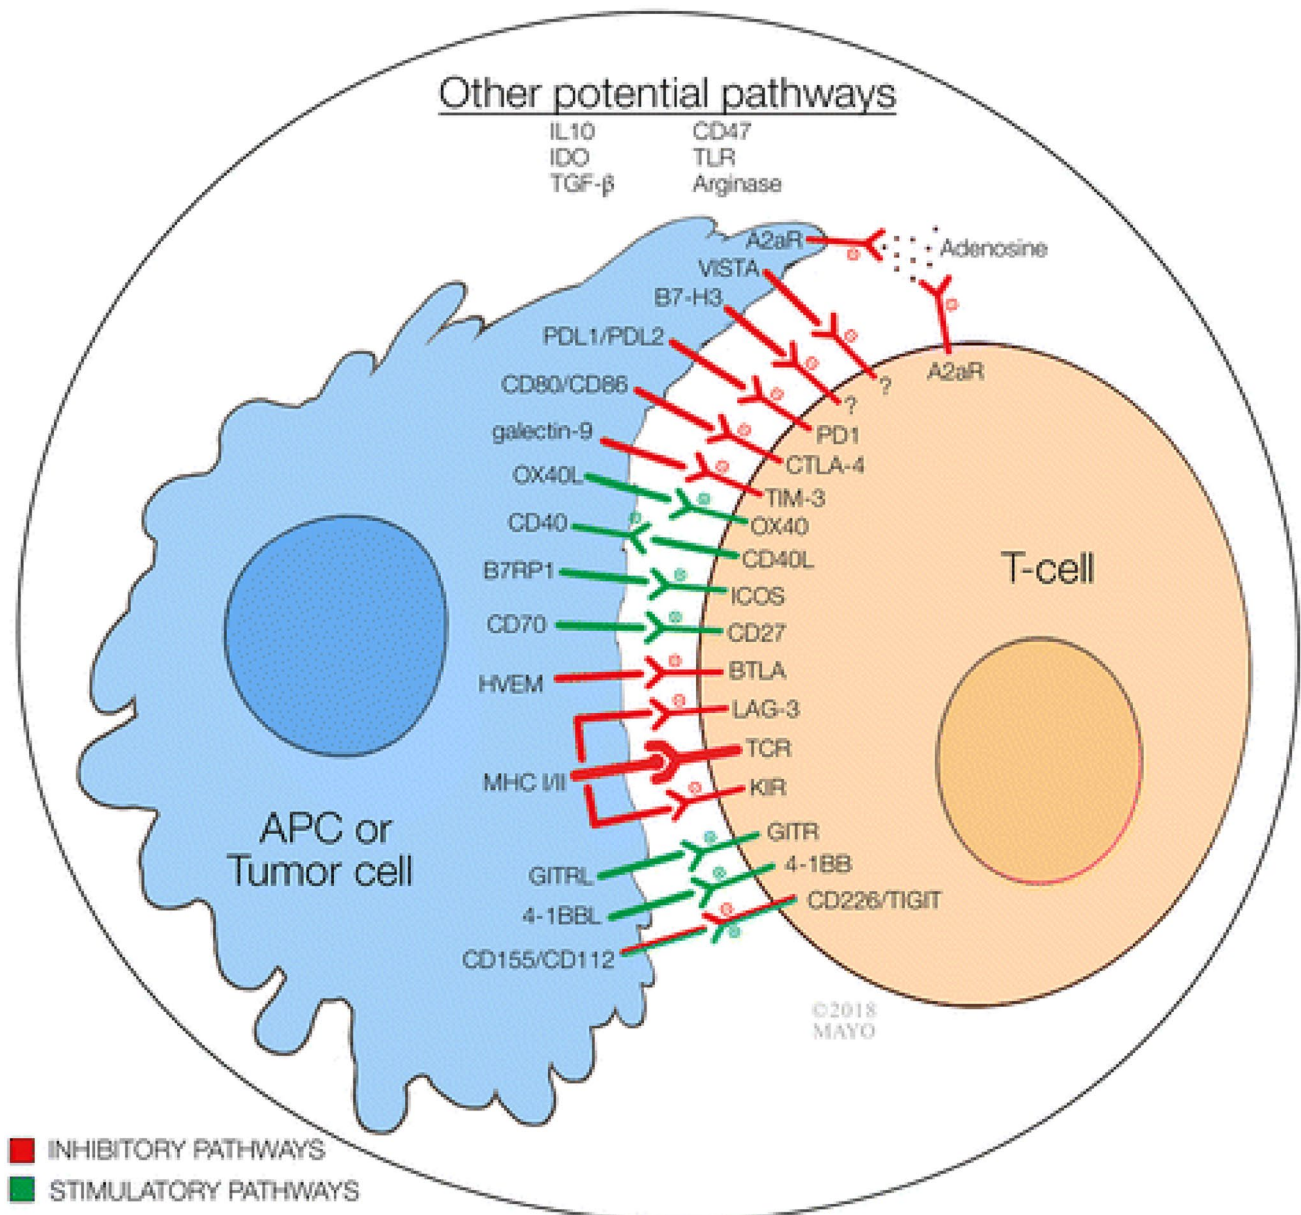 Other potential pathways
IL10 CD47
IDO TLR
TGF-β Arginase
A2aR
Adenosine
VISTA
B7-H3
PDL1/PDL2
CD80/CD86
galectin-9
OX40L
CD40
B7RP1
CD70
HVEM
MHC I/II
GITRL
4-1BBL
CD155/CD112
A2aR
?
?
PD1
CTLA-4
TIM-3
OX40
CD40L
ICOS
CD27
BTLA
LAG-3
TCR
KIR
GITR
4-1BB
CD226/TIGIT
T-cell
APC or
Tumor cell
©2018
MAYO
INHIBITORY PATHWAYS
STIMULATORY PATHWAYS